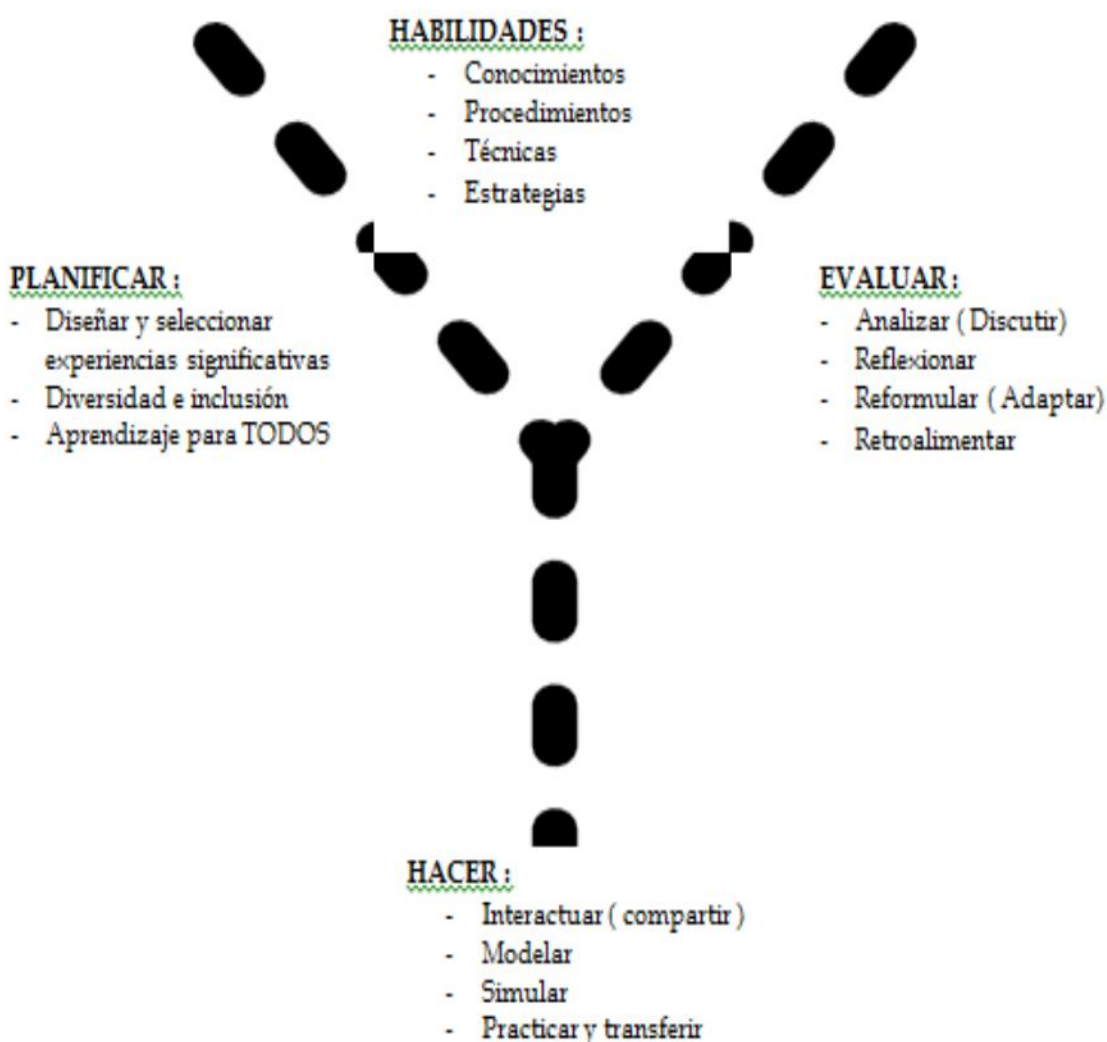 HABILIDADES :
- Conocimientos
- Procedimientos
- Técnicas
- Estrategias
PLANIFICAR :
- Diseñar y seleccionar
experiencias significativas
- Diversidad e inclusión
- Aprendizaje para TODOS
EVALUAR :
- Analizar ( Discutir)
- Reflexionar
- Reformular ( Adaptar)
- Retroalimentar
HACER :
- Interactuar ( compartir )
- Modelar
- Simular
- Practicar y transferir